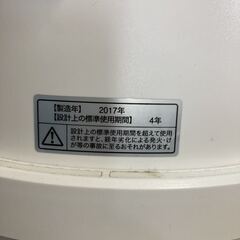 【製造年】 2017年
【設計上の標準使用期間】 4年
設計上の標準使用期間を超えて使用
されますと、経年劣化による発火・け
がが等の事故に至るおそれがあります。